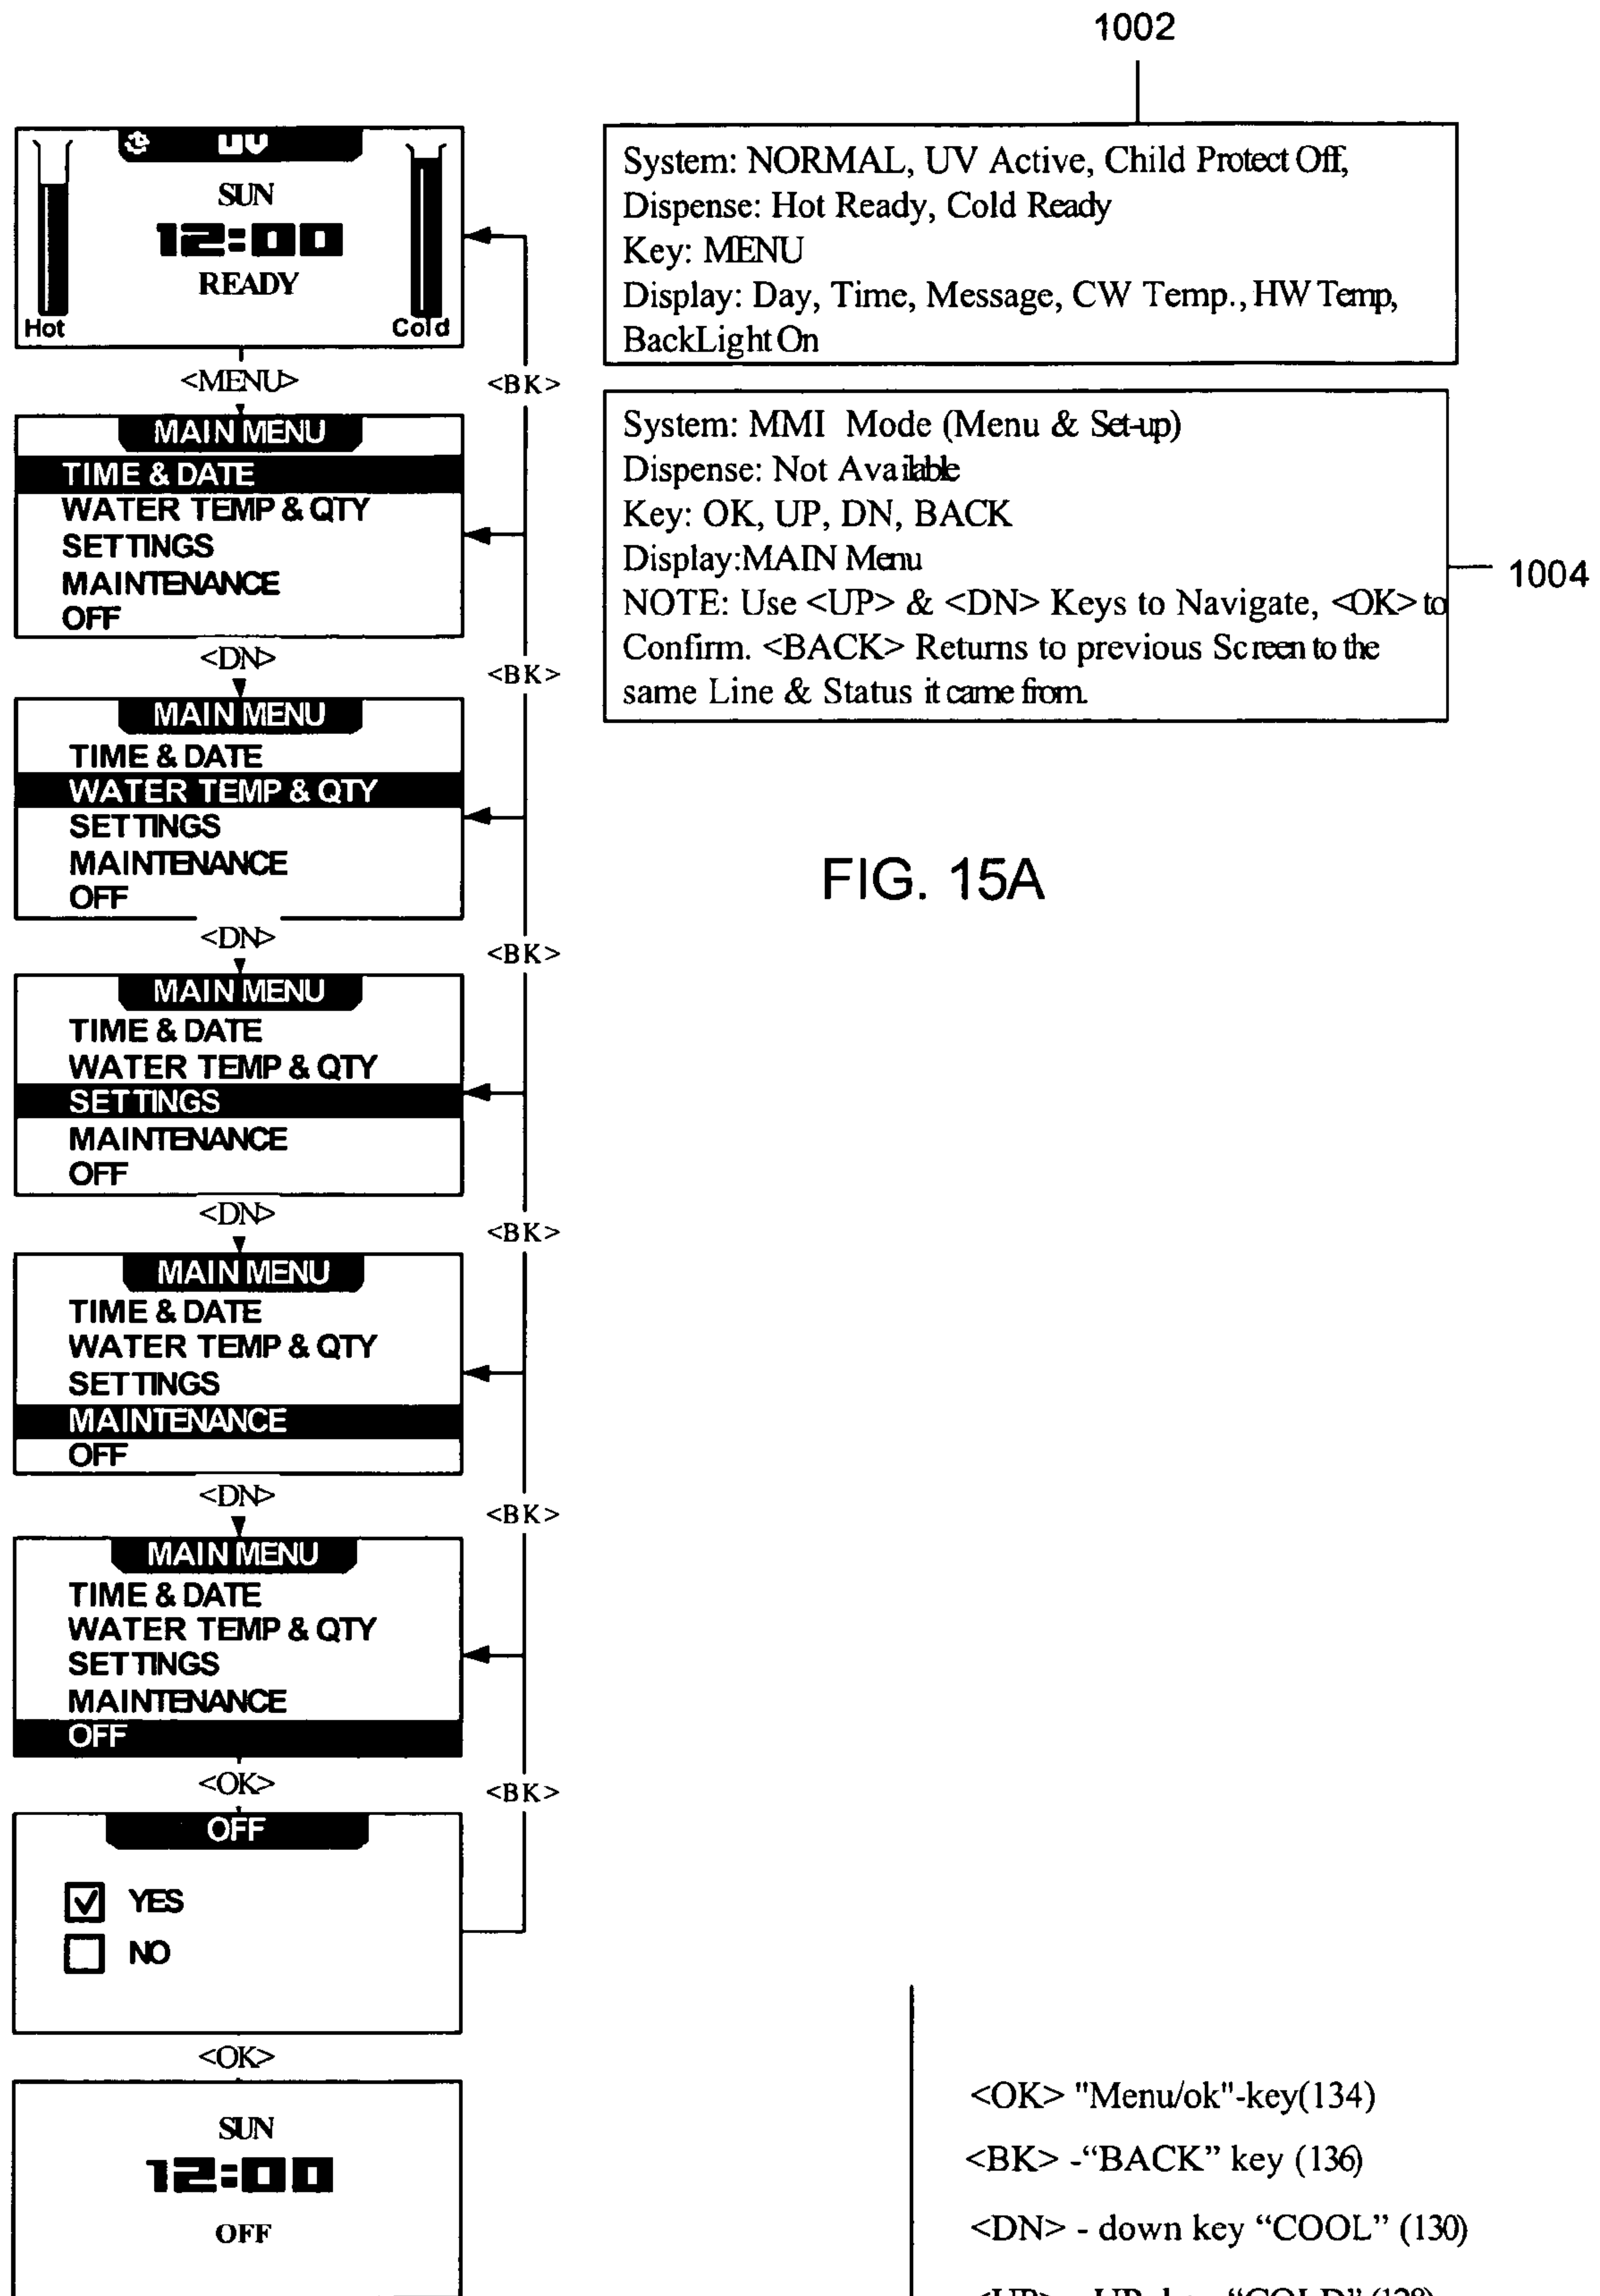 1002
UV
SUN
12:00
READY
Hot
Cold
<MENU>
<BK>
System: NORMAL, UV Active, Child Protect Off,
Dispense: Hot Ready, Cold Ready
Key: MENU
Display: Day, Time, Message, CW Temp., HW Temp,
BackLight On
MAIN MENU
TIME & DATE
WATER TEMP & QTY
SETTINGS
MAINTENANCE
OFF
<DN>
<BK>
System: MMI Mode (Menu & Set-up)
Dispense: Not Available
Key: OK, UP, DN, BACK
Display:MAIN Menu
NOTE: Use <UP> & <DN> Keys to Navigate, <OK> to
Confirm. <BACK> Returns to previous Screen to the
same Line & Status it came from.
1004
MAIN MENU
TIME & DATE
WATER TEMP & QTY
SETTINGS
MAINTENANCE
OFF
<DN>
<BK>
FIG. 15A
MAIN MENU
TIME & DATE
WATER TEMP & QTY
SETTINGS
MAINTENANCE
OFF
<DN>
<BK>
MAIN MENU
TIME & DATE
WATER TEMP & QTY
SETTINGS
MAINTENANCE
OFF
<DN>
<BK>
MAIN MENU
TIME & DATE
WATER TEMP & QTY
SETTINGS
MAINTENANCE
OFF
<OK>
<BK>
OFF
YES
NO
<OK>
SUN
12:00
OFF
<OK> "Menu/ok"-key(134)
<BK> -“BACK” key (136)
<DN> - down key “COOL” (130)